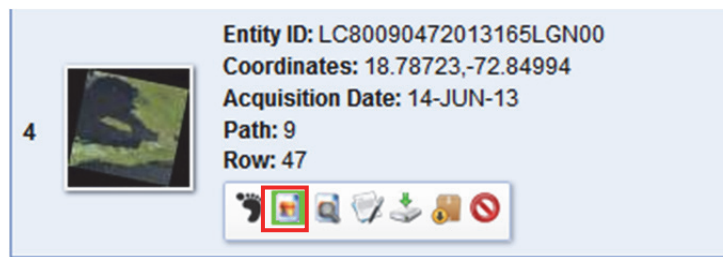 Entity ID: LC80090472013165LGN00
Coordinates: 18.78723,-72.84994
Acquisition Date: 14-JUN-13
4
Path: 9
Row: 47